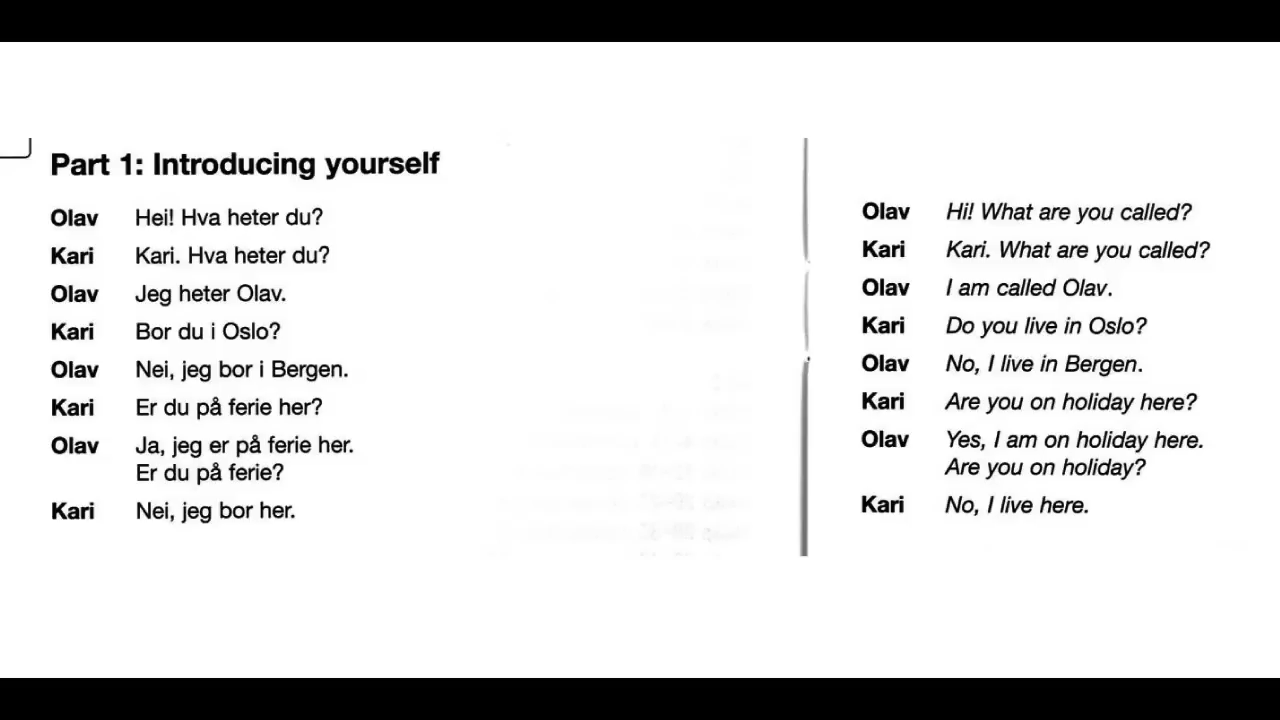 Part 1: Introducing yourself
Olav Hei! Hva heter du?
Kari Kari. Hva heter du?
Olav Jeg heter Olav.
Kari Bor du i Oslo?
Olav Nei, jeg bor i Bergen.
Kari Er du på ferie her?
Olav Ja, jeg er på ferie her.
Er du på ferie?
Kari Nei, jeg bor her.
Olav Hi! What are you called?
Kari Kari. What are you called?
Olav I am called Olav.
Kari Do you live in Oslo?
Olav No, I live in Bergen.
Kari Are you on holiday here?
Olav Yes, I am on holiday here.
Are you on holiday?
Kari No, I live here.